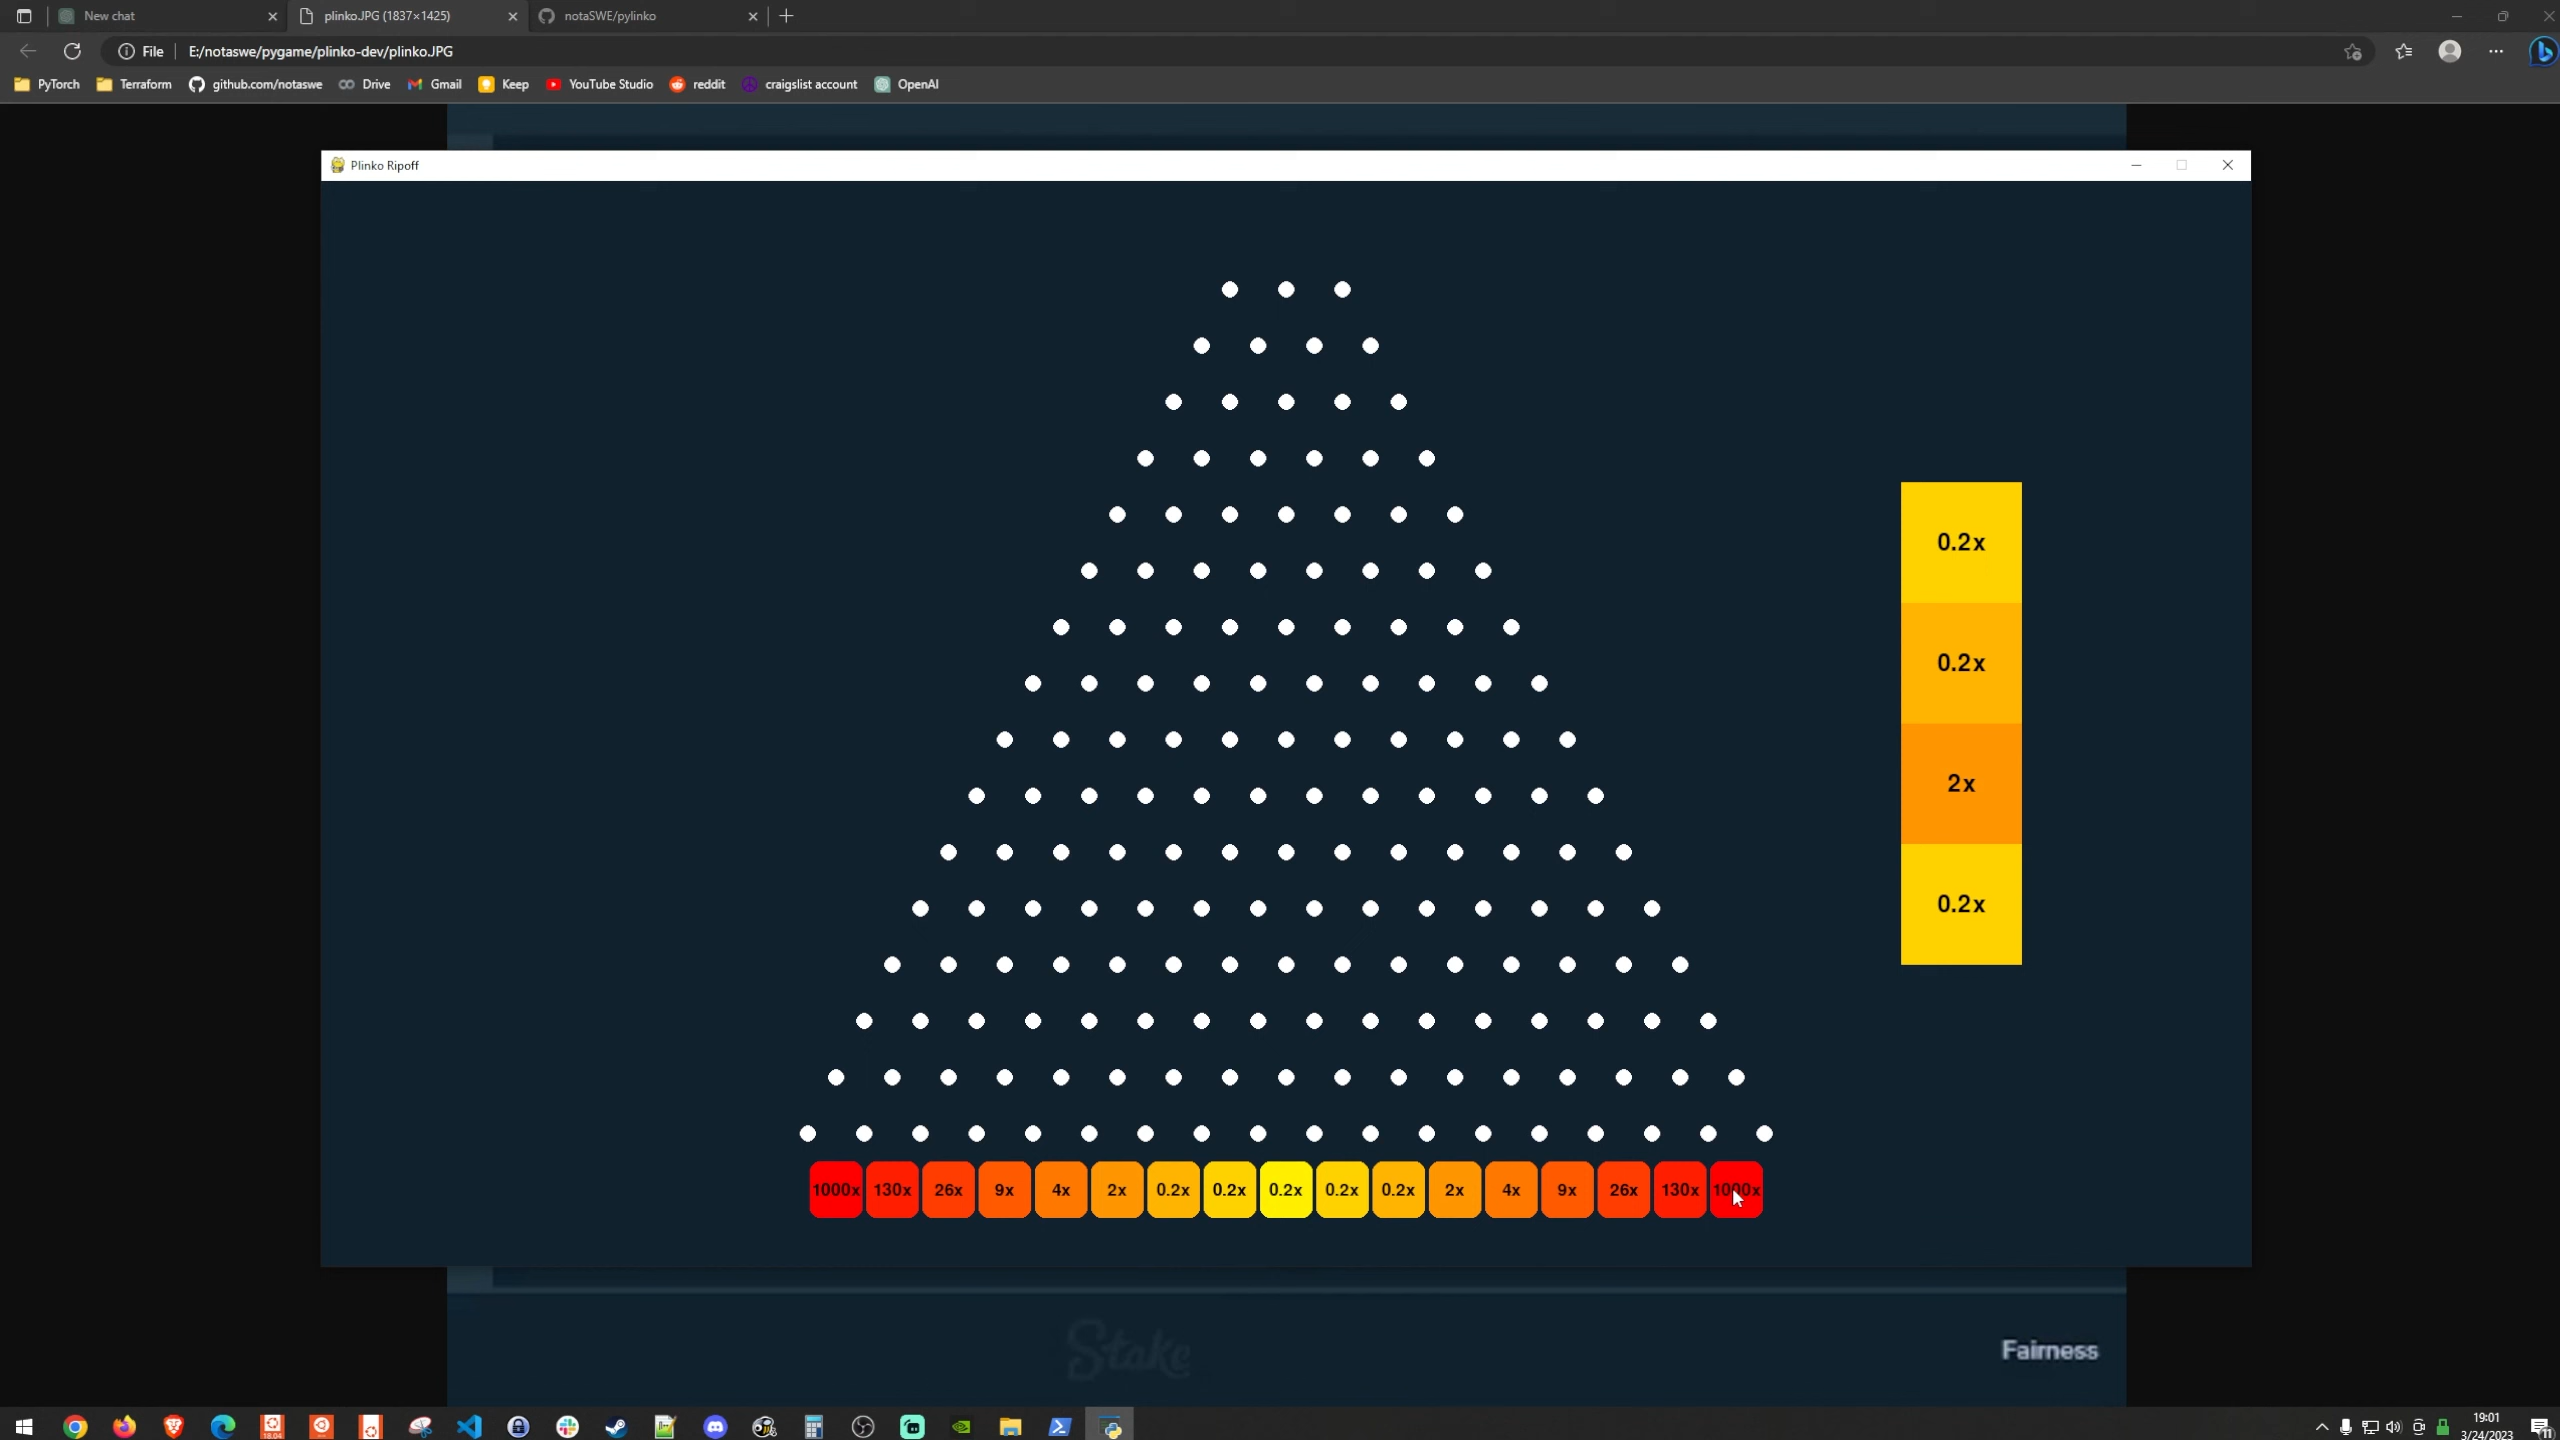 New chat
plinko.JPG (1837×1425)
notaSWE/pylinko
File
E:/notaswe/pygame/plinko-dev/plinko.JPG
PyTorch
Terraform
github.com/notaswe
Drive
Gmail
Keep
YouTube Studio
reddit
craigslist account
OpenAI
Plinko Ripoff
0.2x
0.2x
2x
0.2x
1000x 130x 26x 9x 4x 2x 0.2x 0.2x 0.2x 0.2x 0.2x 2x 4x 9x 26x 130x 1000x
Stake
Fairness
18.04
19:01
3/24/2023